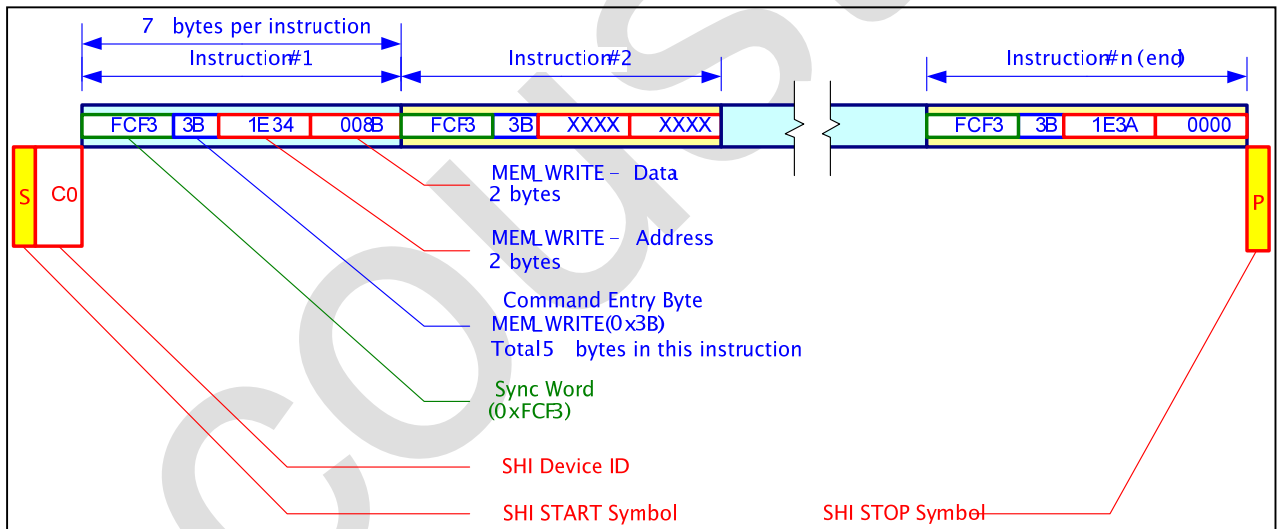 7 bytes per instruction
Instruction#1 Instruction#2 Instruction#n (end)
FCF3 3B 1E34 008B FCF3 3B XXXX XXXX FCF3 3B 1E3A 0000
S C0 P
MEM_WRITE - Data
2 bytes
MEM_WRITE - Address
2 bytes
Command Entry Byte
MEM_WRITE(0x3B)
Total 5 bytes in this instruction
Sync Word
(0xFCF3)
SHI Device ID
SHI START Symbol SHI STOP Symbol